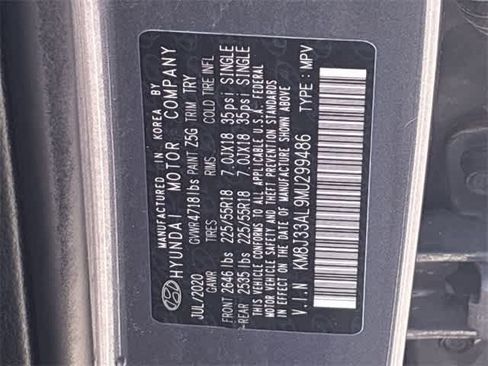 MANUFACTURED IN KOREA BY
HYUNDAI MOTOR COMPANY
JUL/2020 GVWR 4718 lbs PAINT Z5G TRIM TRY
GAWR TIRES RIMS COLD TIRE INFL
FRONT 2646 lbs 225/55R18 7.0JX18 35psi SINGLE
REAR 2535 lbs 225/55R18 7.0JX18 35psi SINGLE
THIS VEHICLE CONFORMS TO ALL APPLICABLE U.S.A. FEDERAL
MOTOR VEHICLE SAFETY AND THEFT PREVENTION STANDARDS
IN EFFECT ON THE DATE OF MANUFACTURE SHOWN ABOVE.
V.I.N KM8J33AL9MU299486 TYPE : MPV